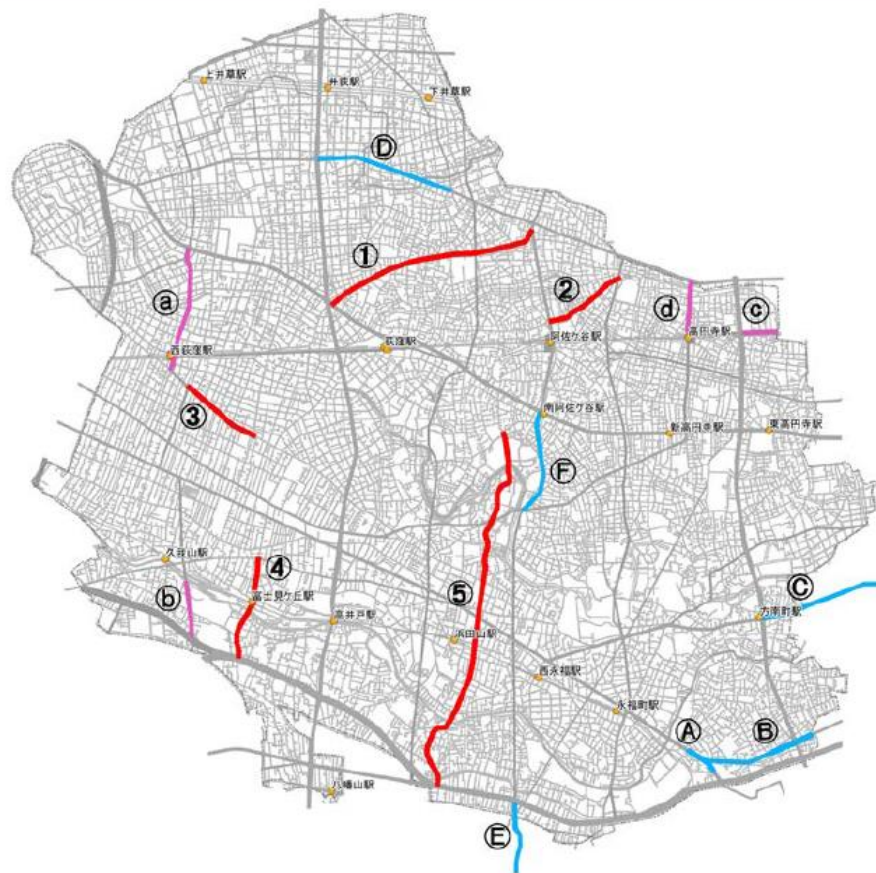 上井草駅
井荻駅
下井草駅
Ⓓ
①
②
ⓐ
ⓓ
ⓒ
高円寺駅
阿佐ケ谷駅
荻窪駅
西荻窪駅
③
南阿佐ケ谷駅
新高円寺駅
東高円寺駅
Ⓕ
久我山駅
④
ⓑ
富士見ケ丘駅
⑤
Ⓒ
方南町駅
高井戸駅
浜田山駅
西永福駅
永福町駅
Ⓐ
Ⓑ
八幡山駅
Ⓔ